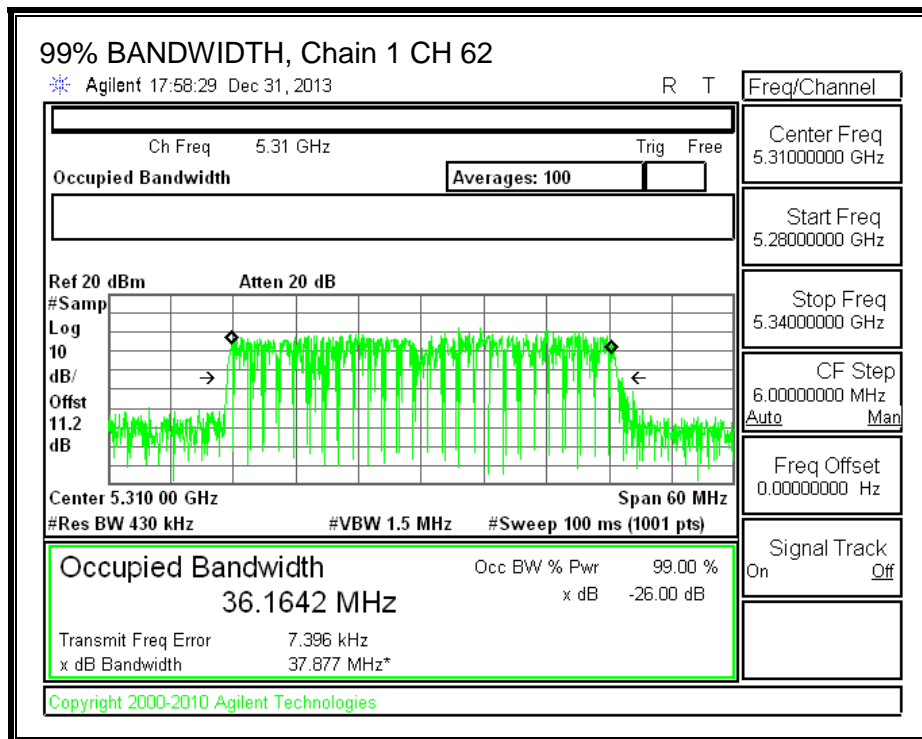 99% BANDWIDTH, Chain 1 CH 62
Agilent 17:58:29 Dec 31, 2013 R T
Freq/Channel
Ch Freq 5.31 GHz Trig Free
Occupied Bandwidth Averages: 100
Center Freq
5.31000000 GHz
Start Freq
5.28000000 GHz
Stop Freq
5.34000000 GHz
CF Step
6.00000000 MHz
Auto Man
Freq Offset
0.00000000 Hz
Signal Track
On Off
Ref 20 dBm Atten 20 dB
#Samp
Log
10
dB/
Offst
11.2
dB
Center 5.310 00 GHz Span 60 MHz
#Res BW 430 kHz #VBW 1.5 MHz #Sweep 100 ms (1001 pts)
Occupied Bandwidth Occ BW % Pwr 99.00 %
36.1642 MHz x dB -26.00 dB
Transmit Freq Error 7.396 kHz
x dB Bandwidth 37.877 MHz*
Copyright 2000-2010 Agilent Technologies